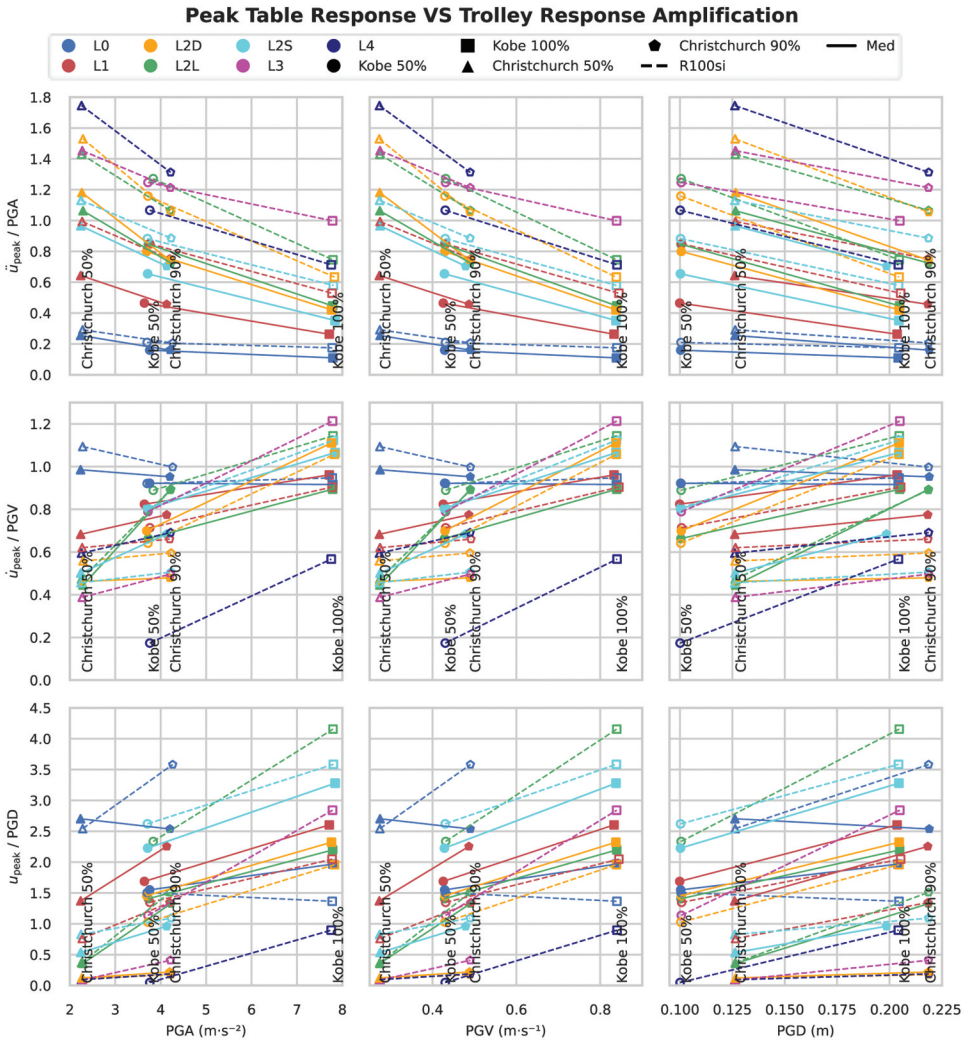 Peak Table Response VS Trolley Response Amplification
L0 L2D L2S L4 Kobe 100% Christchurch 90% Med
L1 L2L L3 Kobe 50% Christchurch 50% R100si
1.8
1.6
1.4
1.2
1.0
0.8
0.6
0.4
0.2
0.0
ü_peak / PGA
Christchurch 50%
Kobe 50%
Christchurch 90%
Kobe 100%
Christchurch 50%
Kobe 50%
Christchurch 90%
Kobe 100%
Kobe 50%
Christchurch 50%
Kobe 100%
Christchurch 90%
1.2
1.0
0.8
0.6
0.4
0.2
0.0
u̇_peak / PGV
Christchurch 50%
Kobe 50%
Christchurch 90%
Kobe 100%
Christchurch 50%
Kobe 50%
Christchurch 90%
Kobe 100%
Kobe 50%
Christchurch 50%
Kobe 100%
Christchurch 90%
4.5
4.0
3.5
3.0
2.5
2.0
1.5
1.0
0.5
0.0
u_peak / PGD
Christchurch 50%
Kobe 50%
Christchurch 90%
Kobe 100%
Christchurch 50%
Kobe 50%
Christchurch 90%
Kobe 100%
Kobe 50%
Christchurch 50%
Kobe 100%
Christchurch 90%
2 3 4 5 6 7 8
0.4 0.6 0.8
0.100 0.125 0.150 0.175 0.200 0.225
PGA (m·s⁻²)
PGV (m·s⁻¹)
PGD (m)